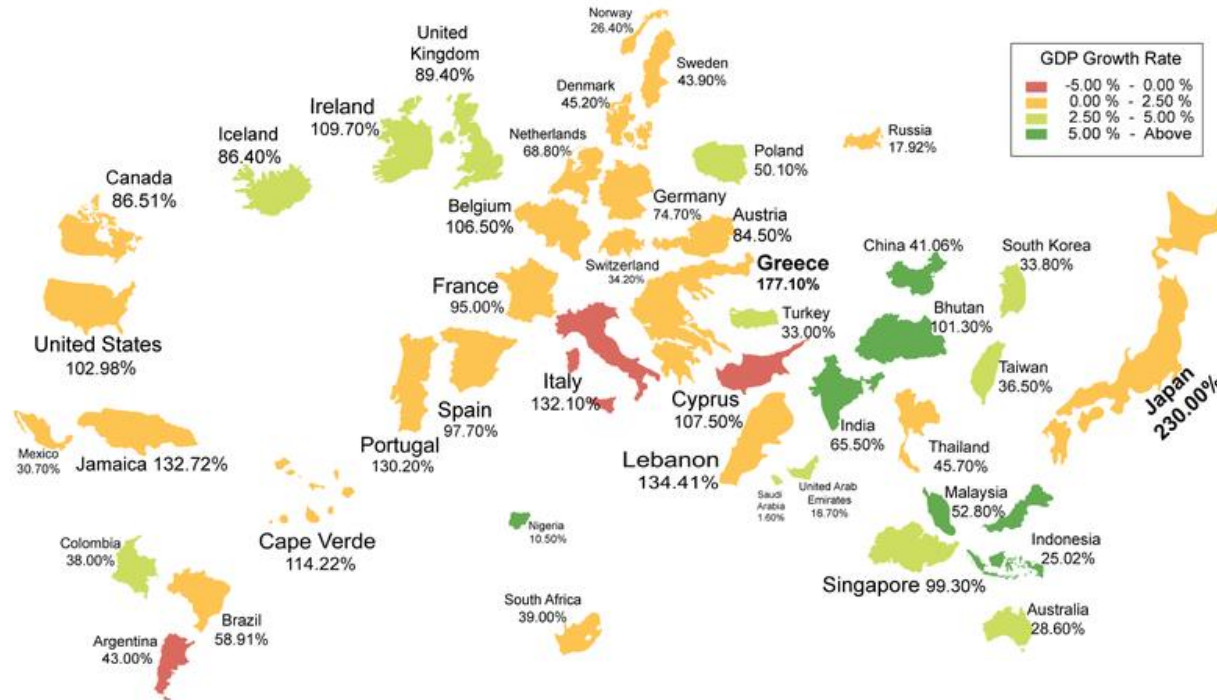 Norway
26.40%
United
Kingdom
89.40%
Sweden
43.90%
Denmark
45.20%
GDP Growth Rate
-5.00 % - 0.00 %
0.00 % - 2.50 %
2.50 % - 5.00 %
5.00 % - Above
Ireland
109.70%
Iceland
86.40%
Netherlands
68.80%
Russia
17.92%
Poland
50.10%
Canada
86.51%
Belgium
106.50%
Germany
74.70%
Austria
84.50%
Switzerland
34.20%
Greece
177.10%
China 41.06%
South Korea
33.80%
France
95.00%
Turkey
33.00%
Bhutan
101.30%
United States
102.98%
Italy
132.10%
Cyprus
107.50%
Taiwan
36.50%
Japan
230.00%
Spain
97.70%
Portugal
130.20%
India
65.50%
Thailand
45.70%
Mexico
30.70%
Jamaica 132.72%
Lebanon
134.41%
Saudi
Arabia
1.60%
United Arab
Emirates
16.70%
Malaysia
52.80%
Nigeria
10.50%
Cape Verde
114.22%
Colombia
38.00%
Indonesia
25.02%
Singapore 99.30%
South Africa
39.00%
Brazil
58.91%
Argentina
43.00%
Australia
28.60%